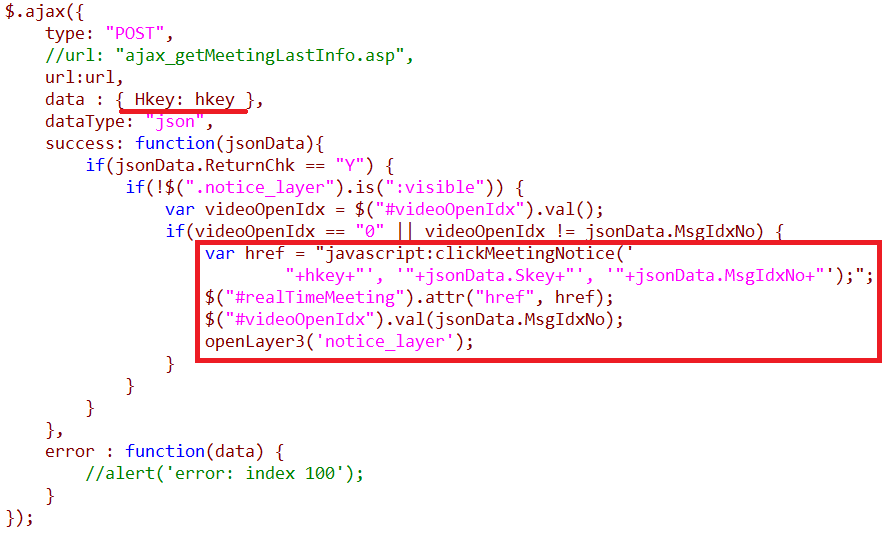 $.ajax({
    type: "POST",
    //url: "ajax_getMeetingLastInfo.asp",
    url:url,
    data : { Hkey: hkey },
    dataType: "json",
    success: function(jsonData){
        if(jsonData.ReturnChk == "Y") {
            if(!$(".notice_layer").is(":visible")) {
                var videoOpenIdx = $("#videoOpenIdx").val();
                if(videoOpenIdx == "0" || videoOpenIdx != jsonData.MsgIdxNo) {
                    var href = "javascript:clickMeetingNotice('
                            "+hkey+"', '"+jsonData.Skey+"', '"+jsonData.MsgIdxNo+"');";
                    $("#realTimeMeeting").attr("href", href);
                    $("#videoOpenIdx").val(jsonData.MsgIdxNo);
                    openLayer3('notice_layer');
                }
            }
        }
    },
    error : function(data) {
        //alert('error: index 100');
    }
});